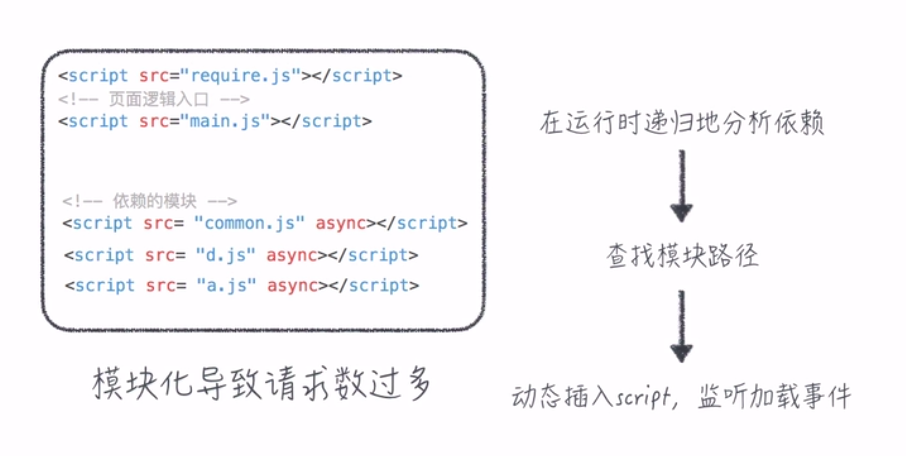 <script src="require.js"></script>
<!-- 页面逻辑入口 -->
<script src="main.js"></script>
<!-- 依赖的模块 -->
<script src= "common.js" async></script>
<script src= "d.js" async></script>
<script src= "a.js" async></script>
模块化导致请求数过多
在运行时递归地分析依赖
查找模块路径
动态插入script，监听加载事件